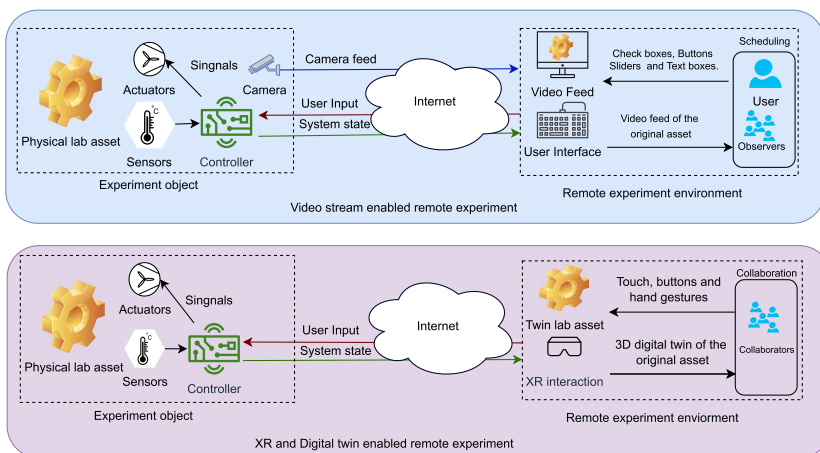 Singnals
Camera feed
Actuators
Camera
°C
User Input
System state
Internet
Physical lab asset
Sensors
Controller
Experiment object
Video Feed
User Interface
Check boxes, Buttons
Sliders and Text boxes.
Video feed of the
original asset
Scheduling
User
Observers
Remote experiment environment
Video stream enabled remote experiment
Singnals
Actuators
°C
User Input
System state
Internet
Physical lab asset
Sensors
Controller
Experiment object
Twin lab asset
XR interaction
Touch, buttons and
hand gestures
3D digital twin of the
original asset
Collaboration
Collaborators
Remote experiment enviorment
XR and Digital twin enabled remote experiment